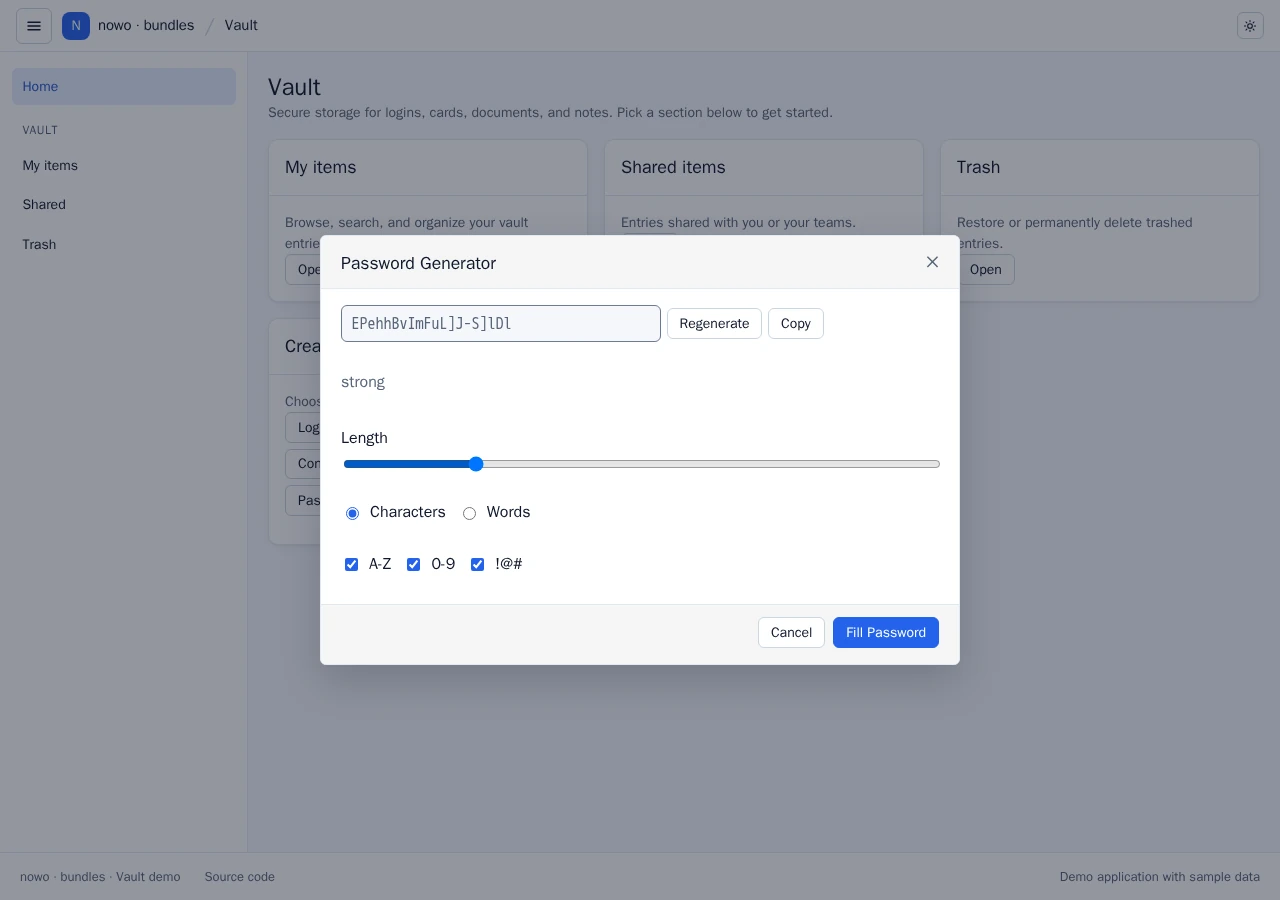 N nowo · bundles / Vault
Home
VAULT
My items
Shared
Trash
Vault
Secure storage for logins, cards, documents, and notes. Pick a section below to get started.
My items
Browse, search, and organize your vault
entrie
Ope
Shared items
Entries shared with you or your teams.
Trash
Restore or permanently delete trashed
entries.
Open
Crea
Choos
Log
Con
Pas
Password Generator
EPehhBvImFuL]J-S]lDl
Regenerate
Copy
strong
Length
Characters
Words
A-Z
0-9
!@#
Cancel
Fill Password
nowo · bundles · Vault demo
Source code
Demo application with sample data